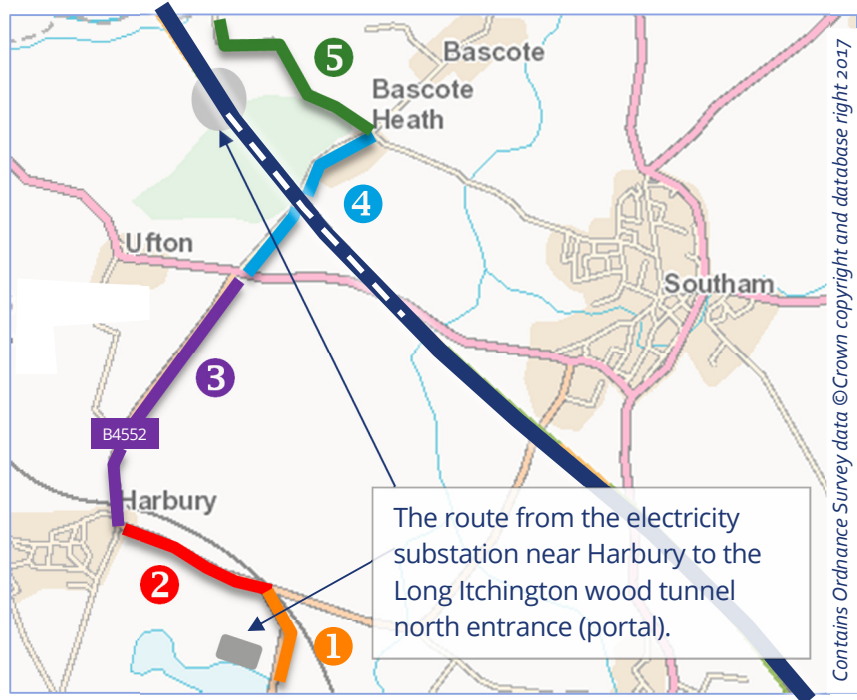 5
Bascote
Bascote
Heath
4
Ufton
Southam
3
B4552
Harbury
2
1
The route from the electricity
substation near Harbury to the
Long Itchington wood tunnel
north entrance (portal).
Contains Ordnance Survey data ©Crown copyright and database right 2017